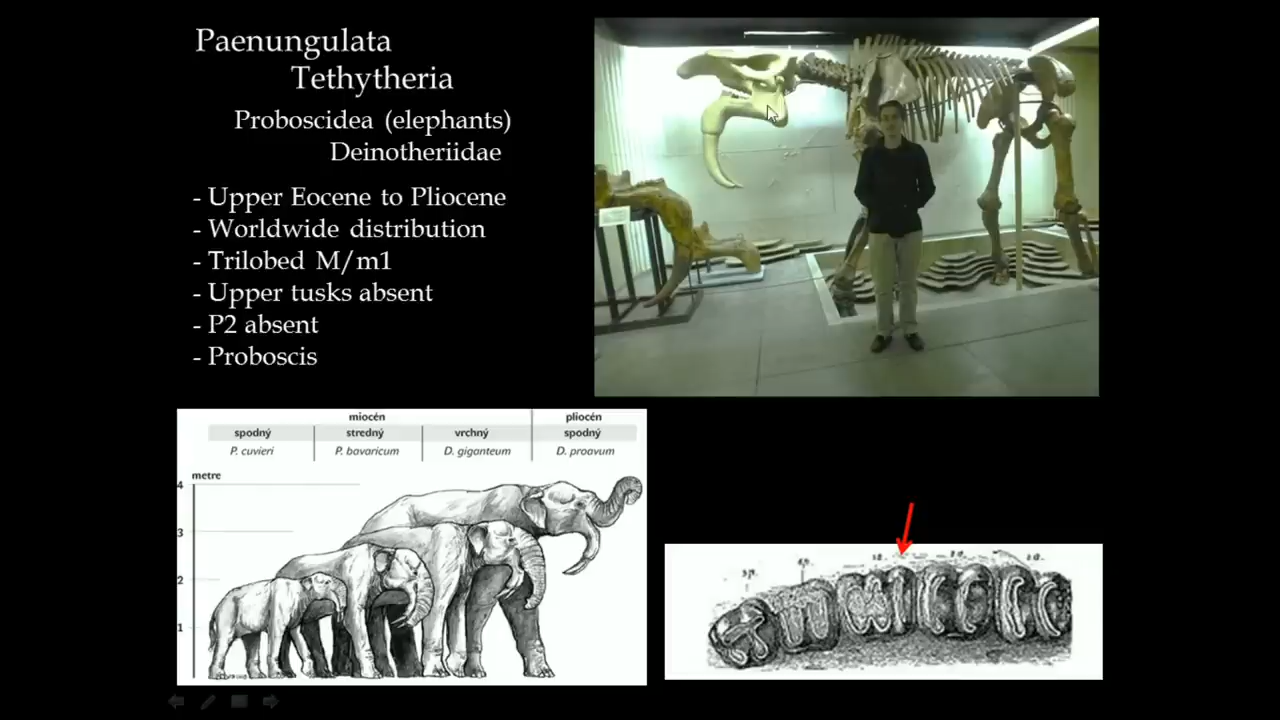 Paenungulata
Tethytheria
Proboscidea (elephants)
Deinotheriidae
- Upper Eocene to Pliocene
- Worldwide distribution
- Trilobed M/m1
- Upper tusks absent
- P2 absent
- Proboscis
miocén pliocén
spodný stredný vrchný spodný
P. cuvieri P. bavaricum D. giganteum D. proavum
metre
4
3
2
1